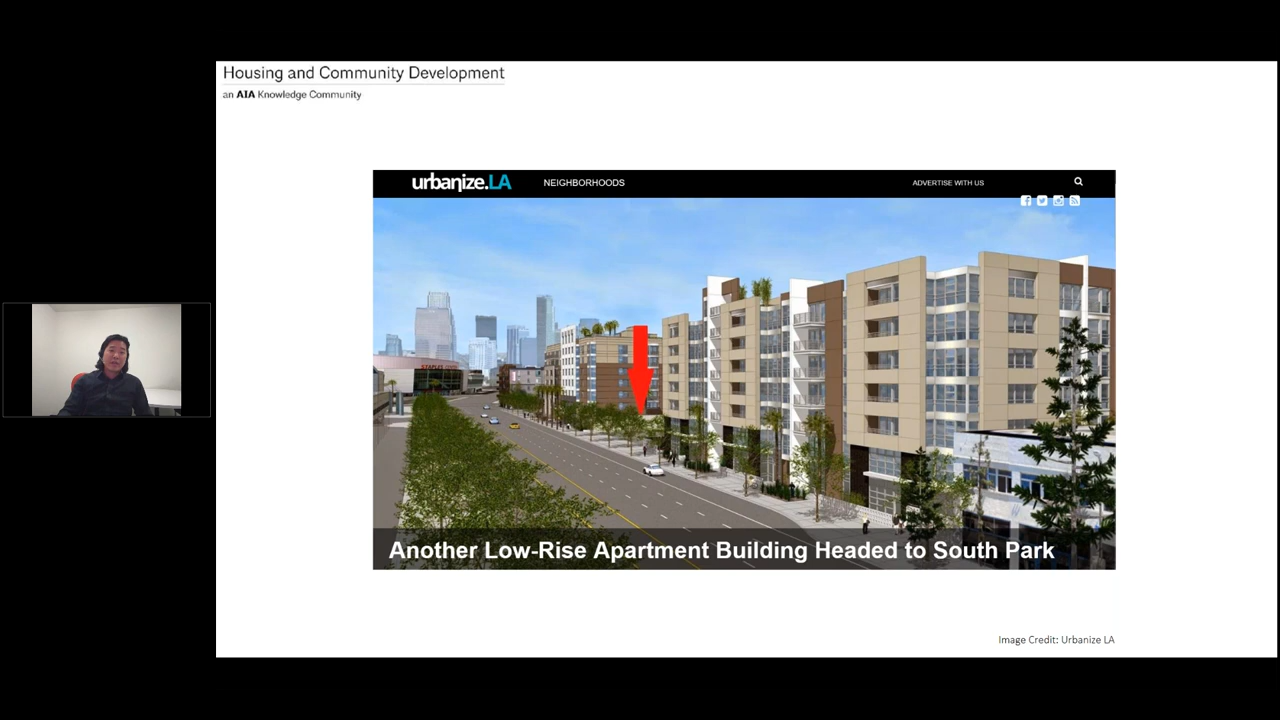 Housing and Community Development
an AIA Knowledge Community
urbanize.LA
NEIGHBORHOODS
ADVERTISE WITH US
STAPLES
Another Low-Rise Apartment Building Headed to South Park
Image Credit: Urbanize LA